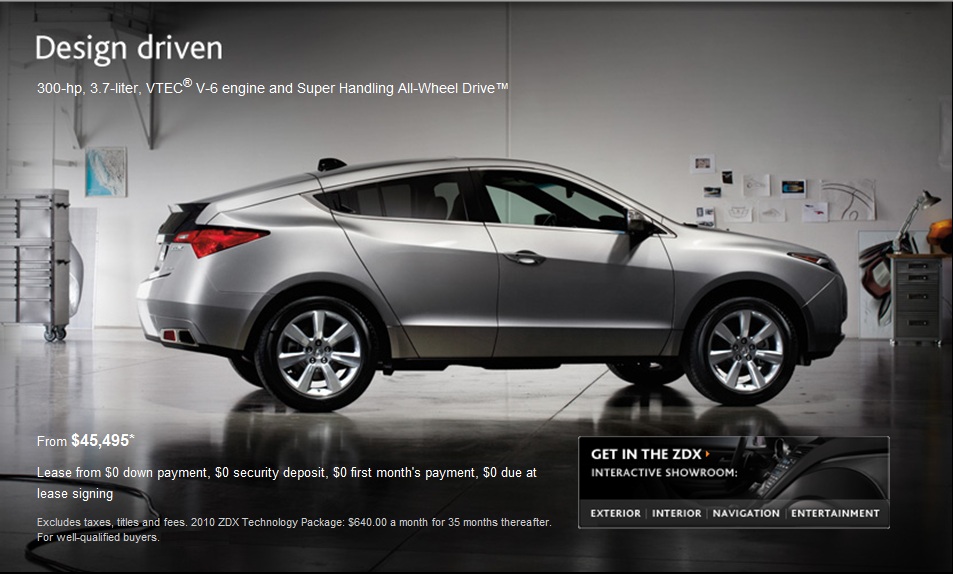 Design driven
300-hp, 3.7-liter, VTEC® V-6 engine and Super Handling All-Wheel Drive™
From $45,495*
Lease from $0 down payment, $0 security deposit, $0 first month's payment, $0 due at
lease signing
Excludes taxes, titles and fees. 2010 ZDX Technology Package: $640.00 a month for 35 months thereafter.
For well-qualified buyers.
GET IN THE ZDX
INTERACTIVE SHOWROOM:
EXTERIOR | INTERIOR | NAVIGATION | ENTERTAINMENT